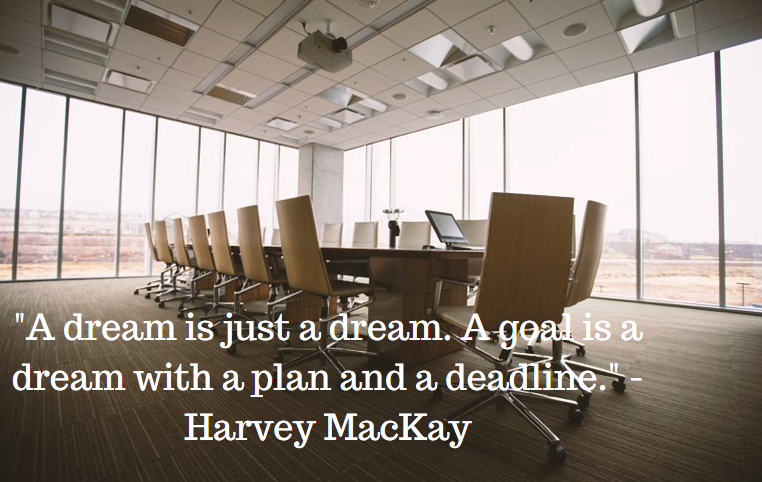 "A dream is just a dream. A goal is a
dream with a plan and a deadline." -
Harvey MacKay